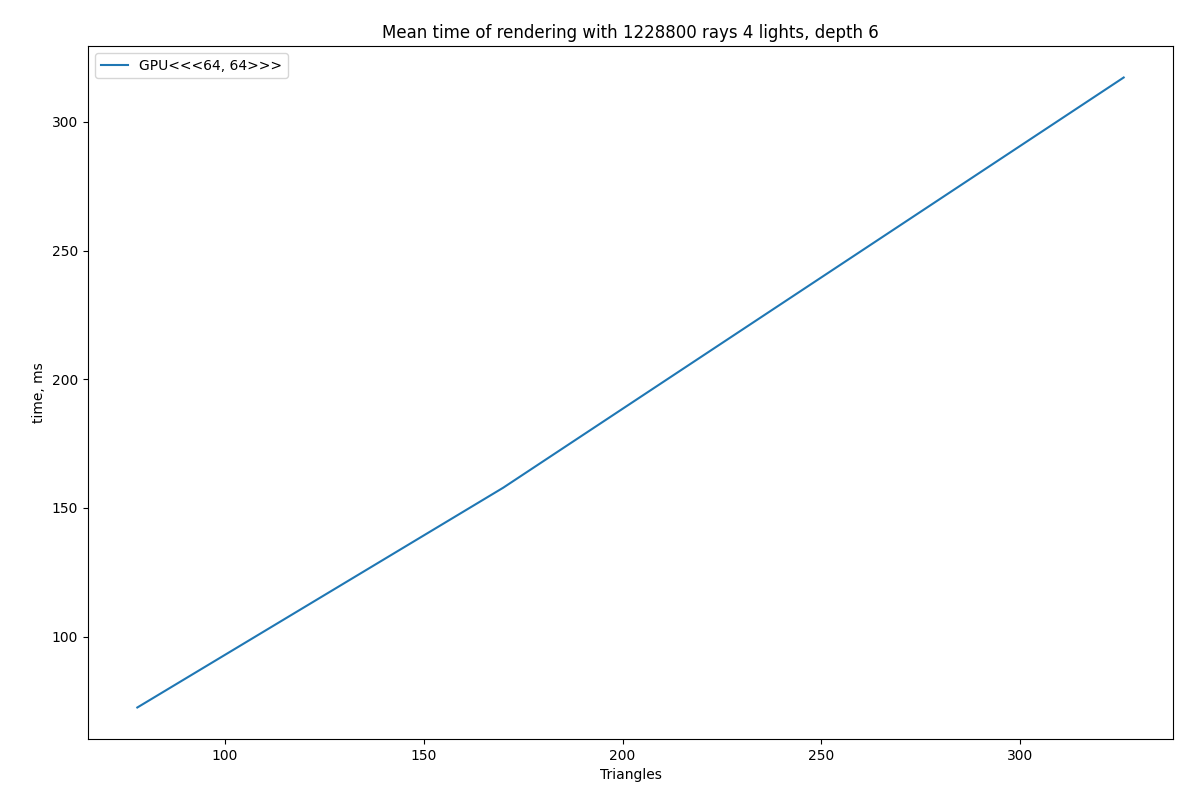 Mean time of rendering with 1228800 rays 4 lights, depth 6
GPU<<<64, 64>>>
300
250
200
150
100
time, ms
100 150 200 250 300
Triangles